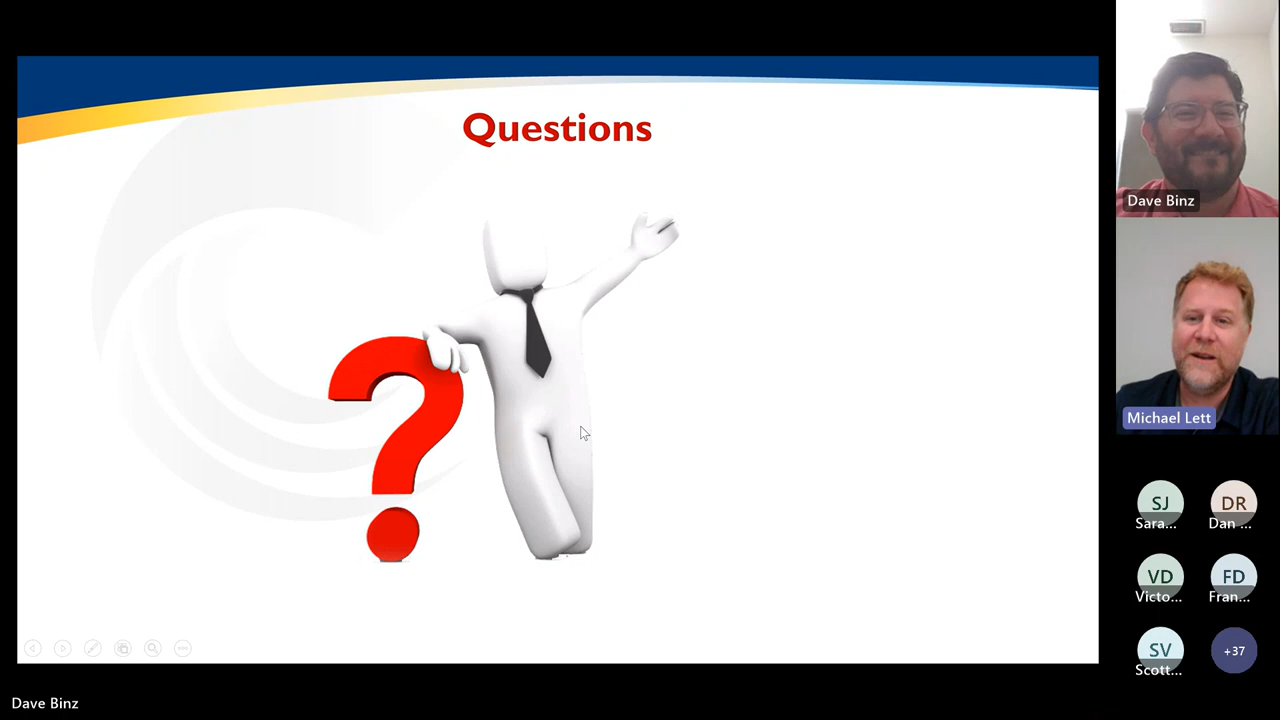 Questions
?
Dave Binz
Michael Lett
SJ
Sara...
DR
Dan ...
VD
Victo...
FD
Fran...
SV
Scott...
+37
Dave Binz